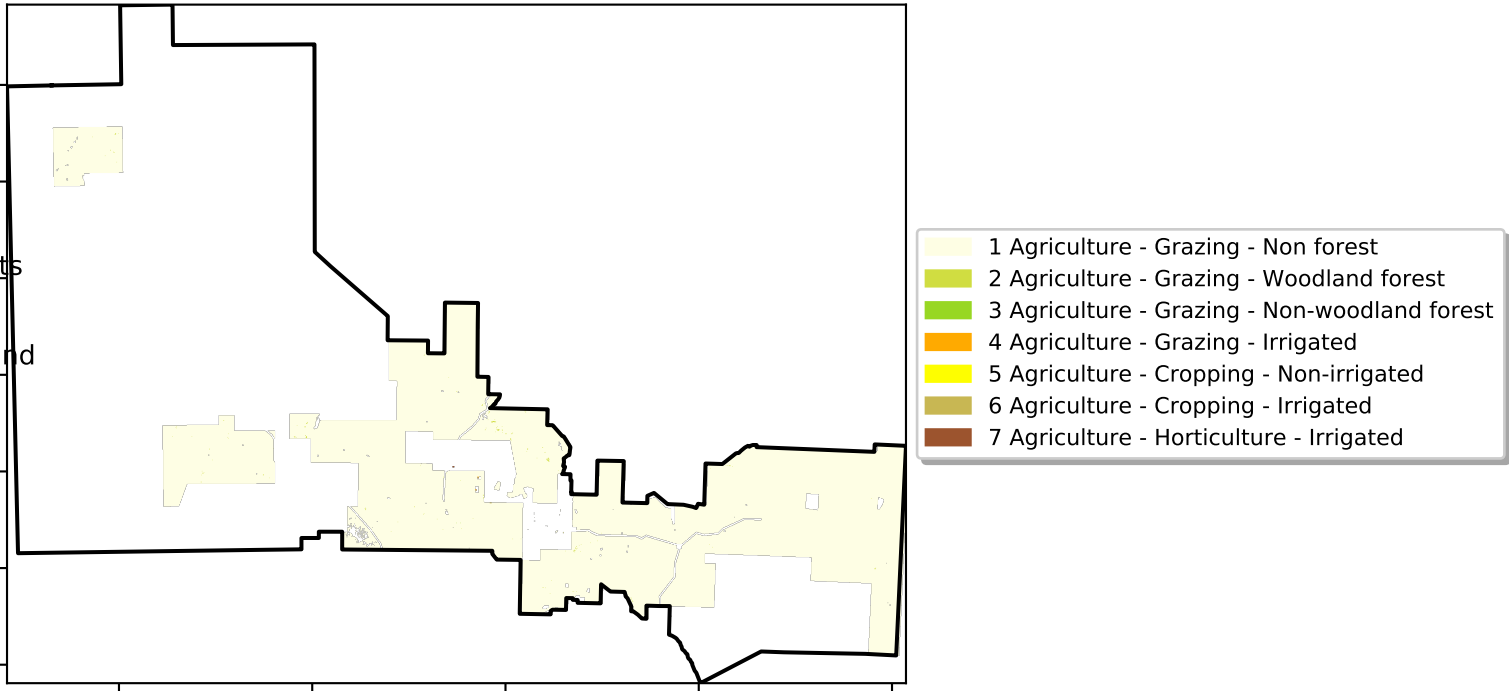 ts
nd
1 Agriculture - Grazing - Non forest
2 Agriculture - Grazing - Woodland forest
3 Agriculture - Grazing - Non-woodland forest
4 Agriculture - Grazing - Irrigated
5 Agriculture - Cropping - Non-irrigated
6 Agriculture - Cropping - Irrigated
7 Agriculture - Horticulture - Irrigated